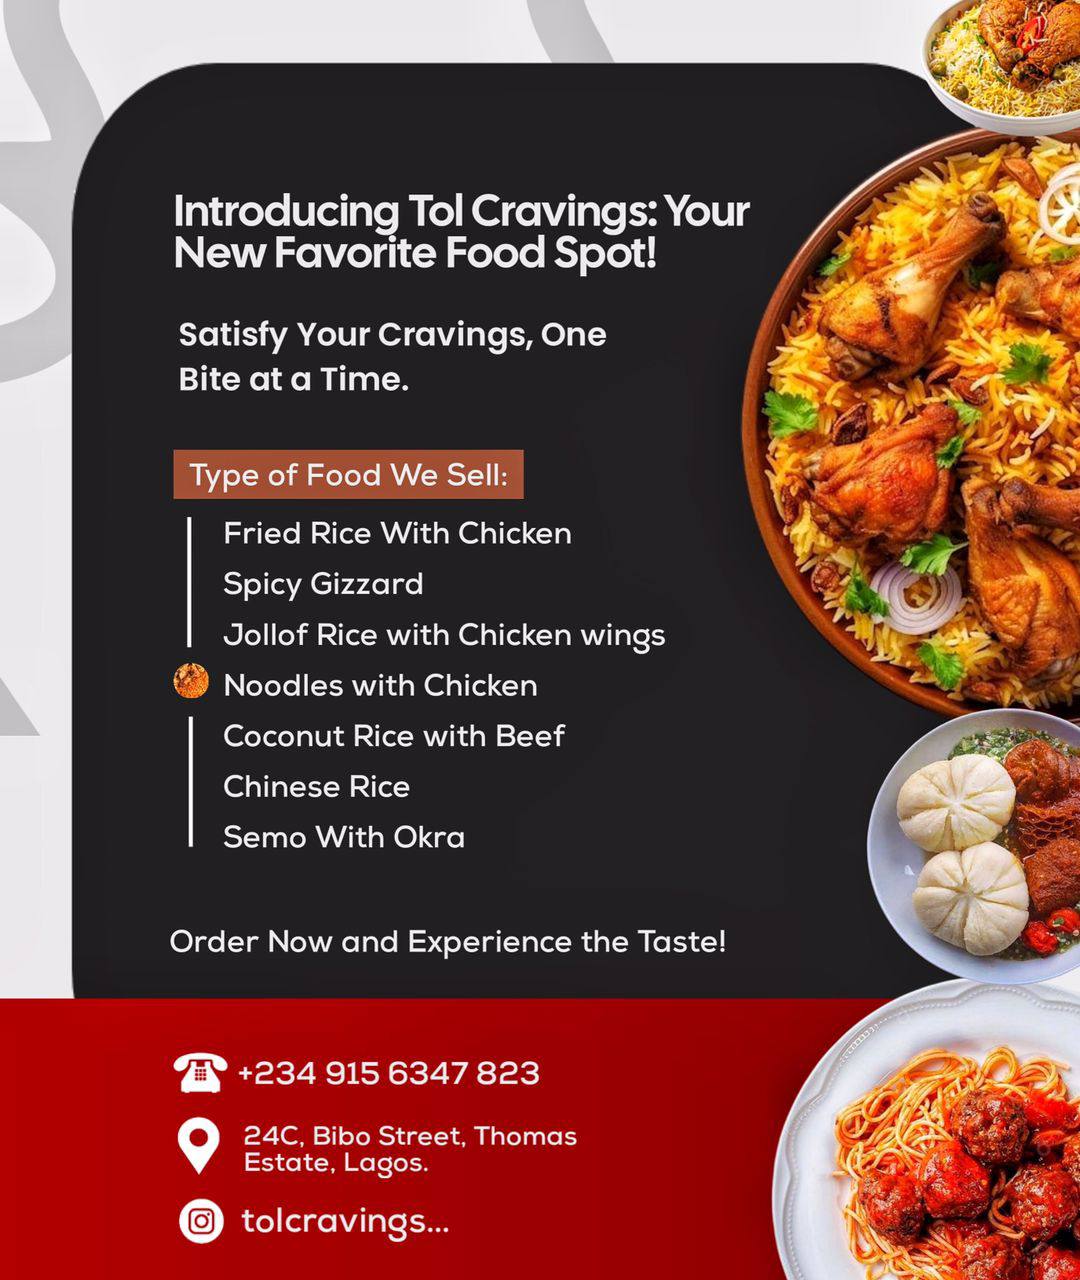 Introducing Tol Cravings: Your
New Favorite Food Spot!
Satisfy Your Cravings, One
Bite at a Time.
Type of Food We Sell:
Fried Rice With Chicken
Spicy Gizzard
Jollof Rice with Chicken wings
Noodles with Chicken
Coconut Rice with Beef
Chinese Rice
Semo With Okra
Order Now and Experience the Taste!
+234 915 6347 823
24C, Bibo Street, Thomas
Estate, Lagos.
tolcravings...